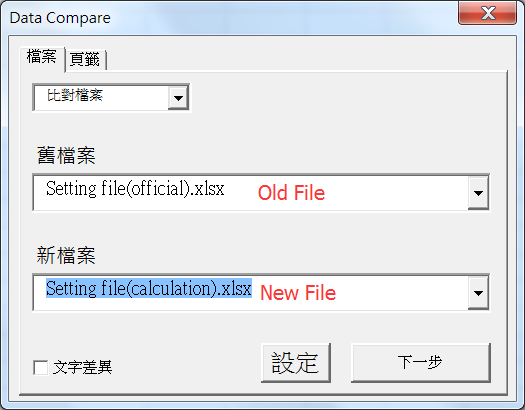 Data Compare
檔案 頁籤
比對檔案
舊檔案
Setting file(official).xlsx Old File
新檔案
Setting file(calculation).xlsx New File
文字差異 設定 下一步